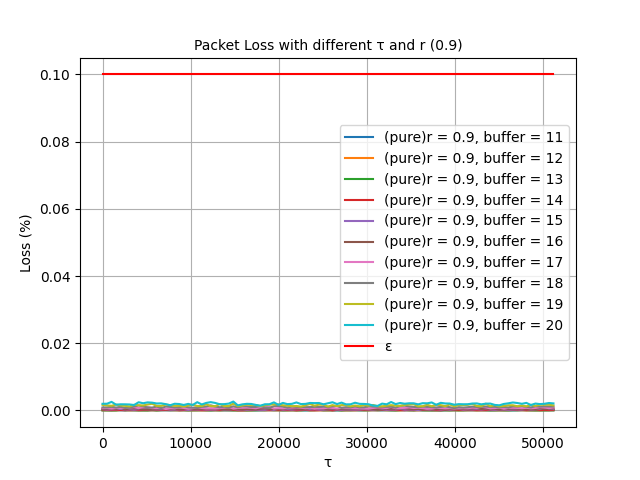 Packet Loss with different τ and r (0.9)
0.10
0.08
0.06
0.04
0.02
0.00
Loss (%)
(pure)r = 0.9, buffer = 11
(pure)r = 0.9, buffer = 12
(pure)r = 0.9, buffer = 13
(pure)r = 0.9, buffer = 14
(pure)r = 0.9, buffer = 15
(pure)r = 0.9, buffer = 16
(pure)r = 0.9, buffer = 17
(pure)r = 0.9, buffer = 18
(pure)r = 0.9, buffer = 19
(pure)r = 0.9, buffer = 20
ε
0 10000 20000 30000 40000 50000
τ